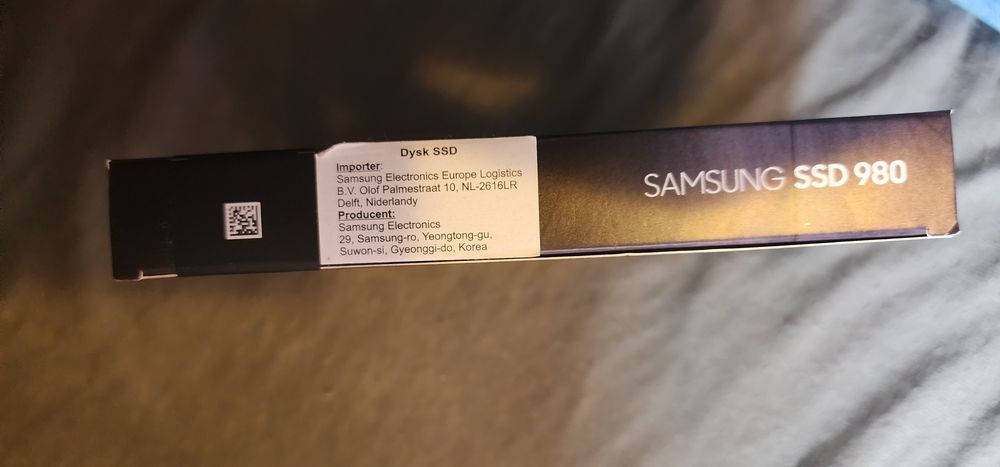 Dysk SSD
Importer:
Samsung Electronics Europe Logistics
B.V. Olof Palmestraat 10, NL-2616LR
Delft, Niderlandy
Producent:
Samsung Electronics
29, Samsung-ro, Yeongtong-gu,
Suwon-si, Gyeonggi-do, Korea
SAMSUNG SSD 980